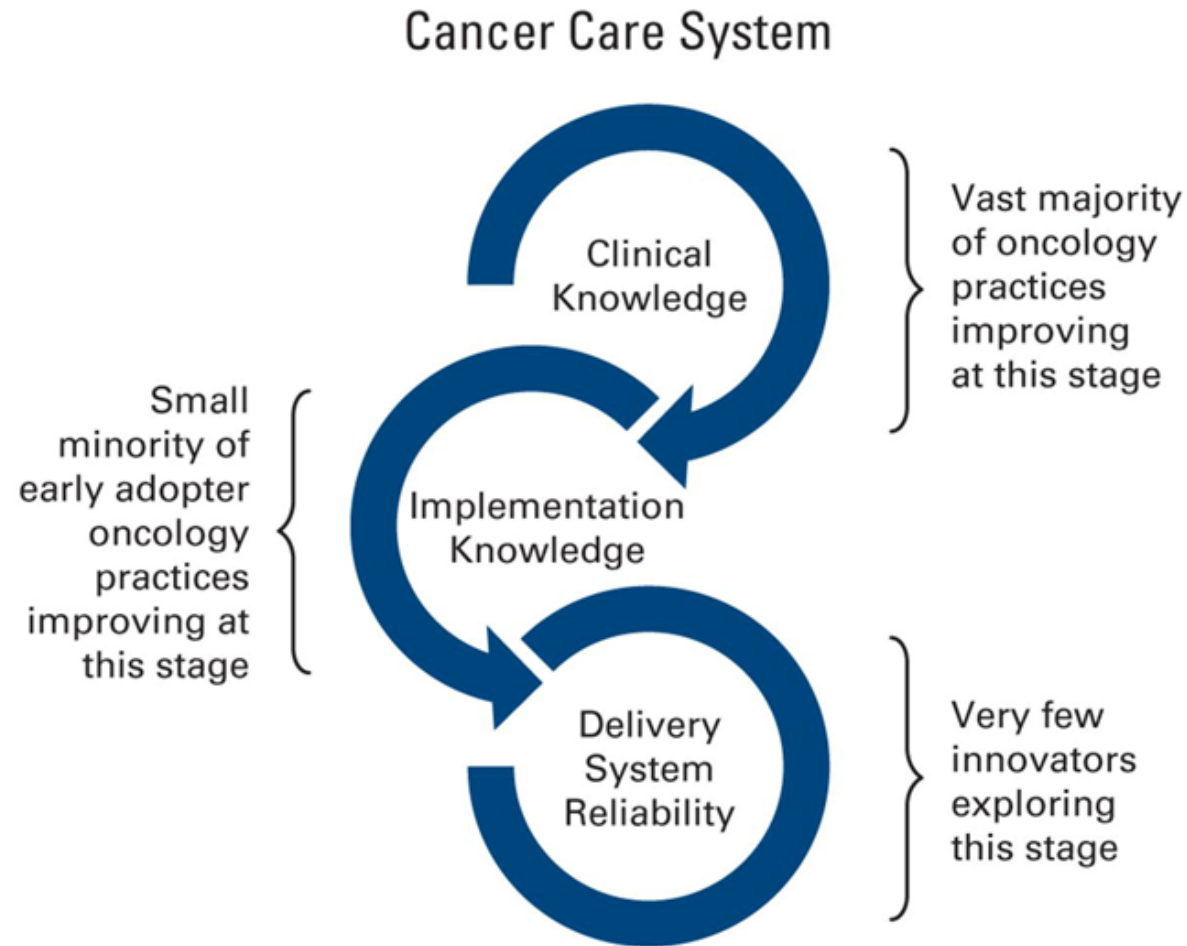 Cancer Care System
Clinical
Knowledge
Vast majority
of oncology
practices
improving
at this stage
Small
minority of
early adopter
oncology
practices
improving at
this stage
Implementation
Knowledge
Delivery
System
Reliability
Very few
innovators
exploring
this stage